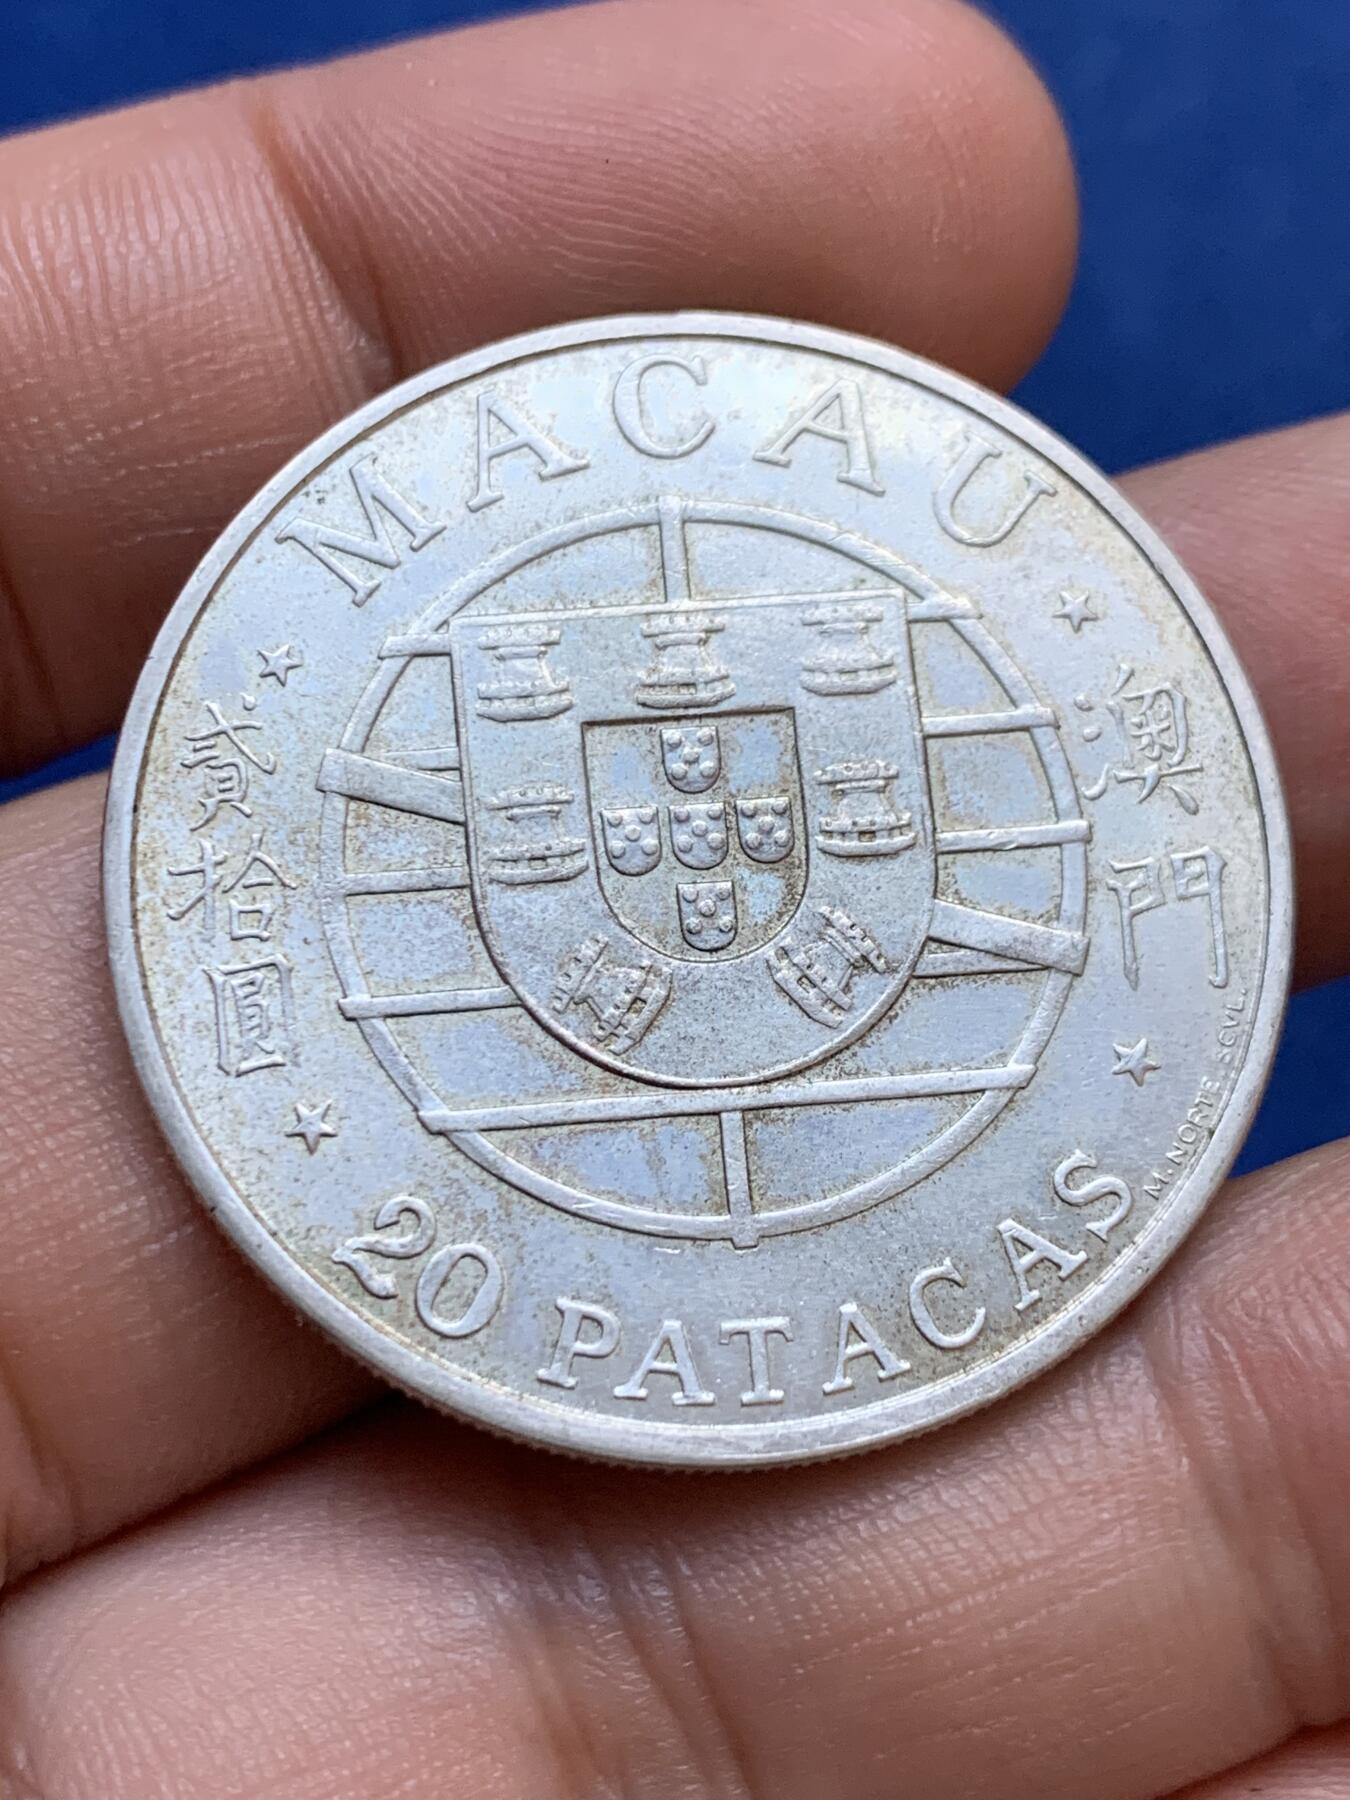 MACAU
澳門
貳拾圓
20 PATACAS
M. NORTE SCVL.